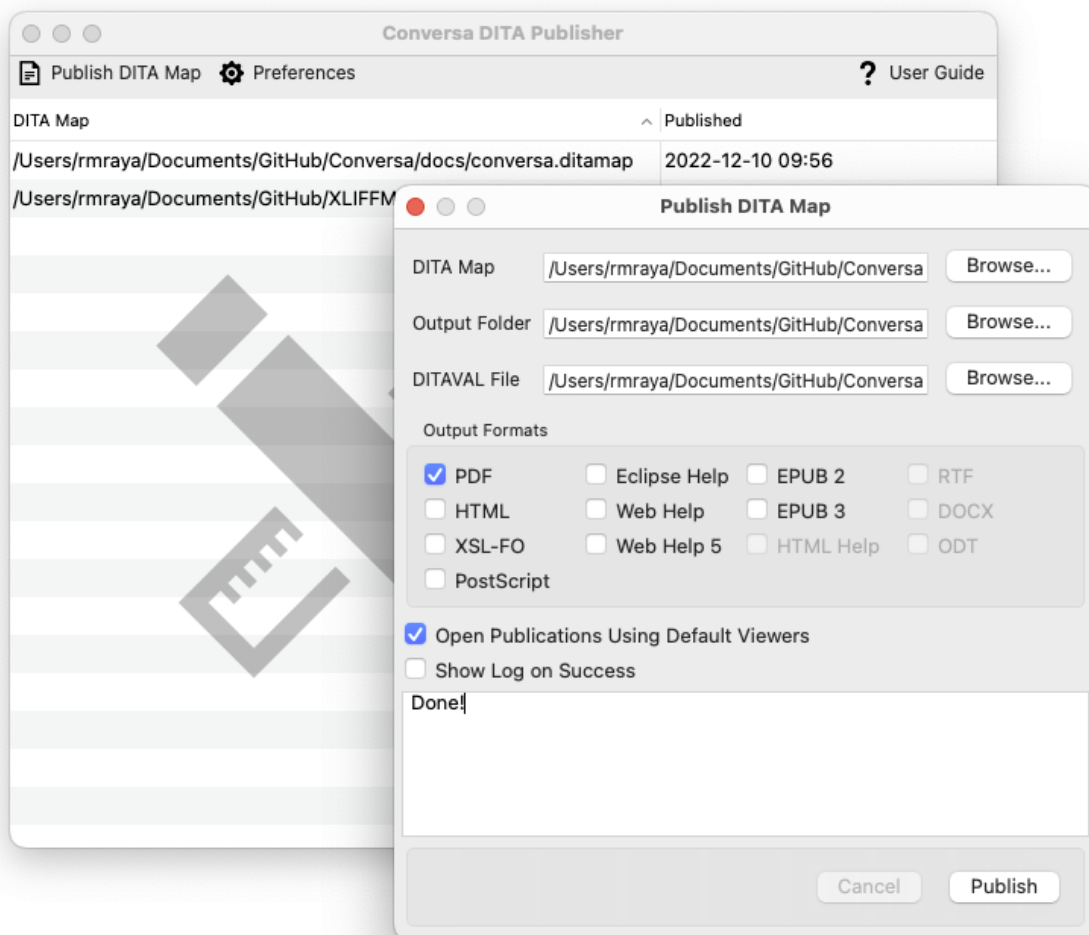 Conversa DITA Publisher
Publish DITA Map Preferences User Guide
DITA Map Published
/Users/rmraya/Documents/GitHub/Conversa/docs/conversa.ditamap 2022-12-10 09:56
/Users/rmraya/Documents/GitHub/XLIFFM
Publish DITA Map
DITA Map /Users/rmraya/Documents/GitHub/Conversa Browse...
Output Folder /Users/rmraya/Documents/GitHub/Conversa Browse...
DITAVAL File /Users/rmraya/Documents/GitHub/Conversa Browse...
Output Formats
PDF Eclipse Help EPUB 2 RTF
HTML Web Help EPUB 3 DOCX
XSL-FO Web Help 5 HTML Help ODT
PostScript
Open Publications Using Default Viewers
Show Log on Success
Done!
Cancel Publish